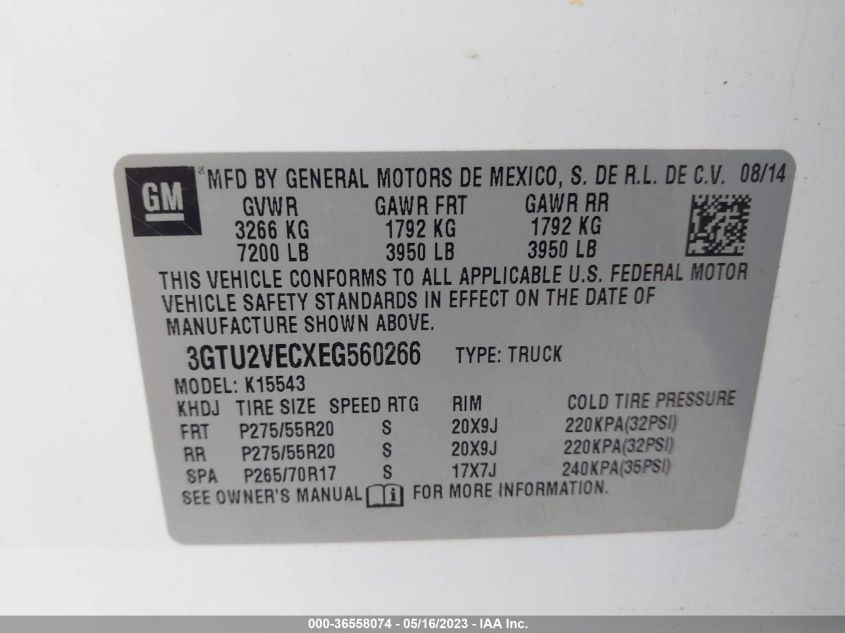 GM ® MFD BY GENERAL MOTORS DE MEXICO, S. DE R.L. DE C.V. 08/14
GVWR GAWR FRT GAWR RR
3266 KG 1792 KG 1792 KG
7200 LB 3950 LB 3950 LB
THIS VEHICLE CONFORMS TO ALL APPLICABLE U.S. FEDERAL MOTOR
VEHICLE SAFETY STANDARDS IN EFFECT ON THE DATE OF
MANUFACTURE SHOWN ABOVE.
3GTU2VECXEG560266 TYPE: TRUCK
MODEL: K15543
KHDJ TIRE SIZE SPEED RTG RIM COLD TIRE PRESSURE
FRT P275/55R20 S 20X9J 220KPA(32PSI)
RR P275/55R20 S 20X9J 220KPA(32PSI)
SPA P265/70R17 S 17X7J 240KPA(35PSI)
SEE OWNER'S MANUAL i FOR MORE INFORMATION.
000-36558074 - 05/16/2023 - IAA Inc.